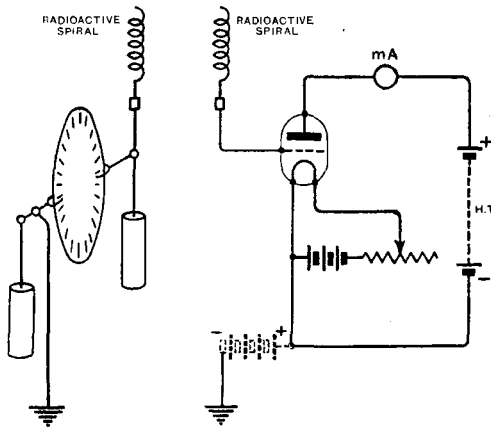 RADIOACTIVE
SPIRAL
RADIOACTIVE
SPIRAL
mA
+
H.T.
−
− +